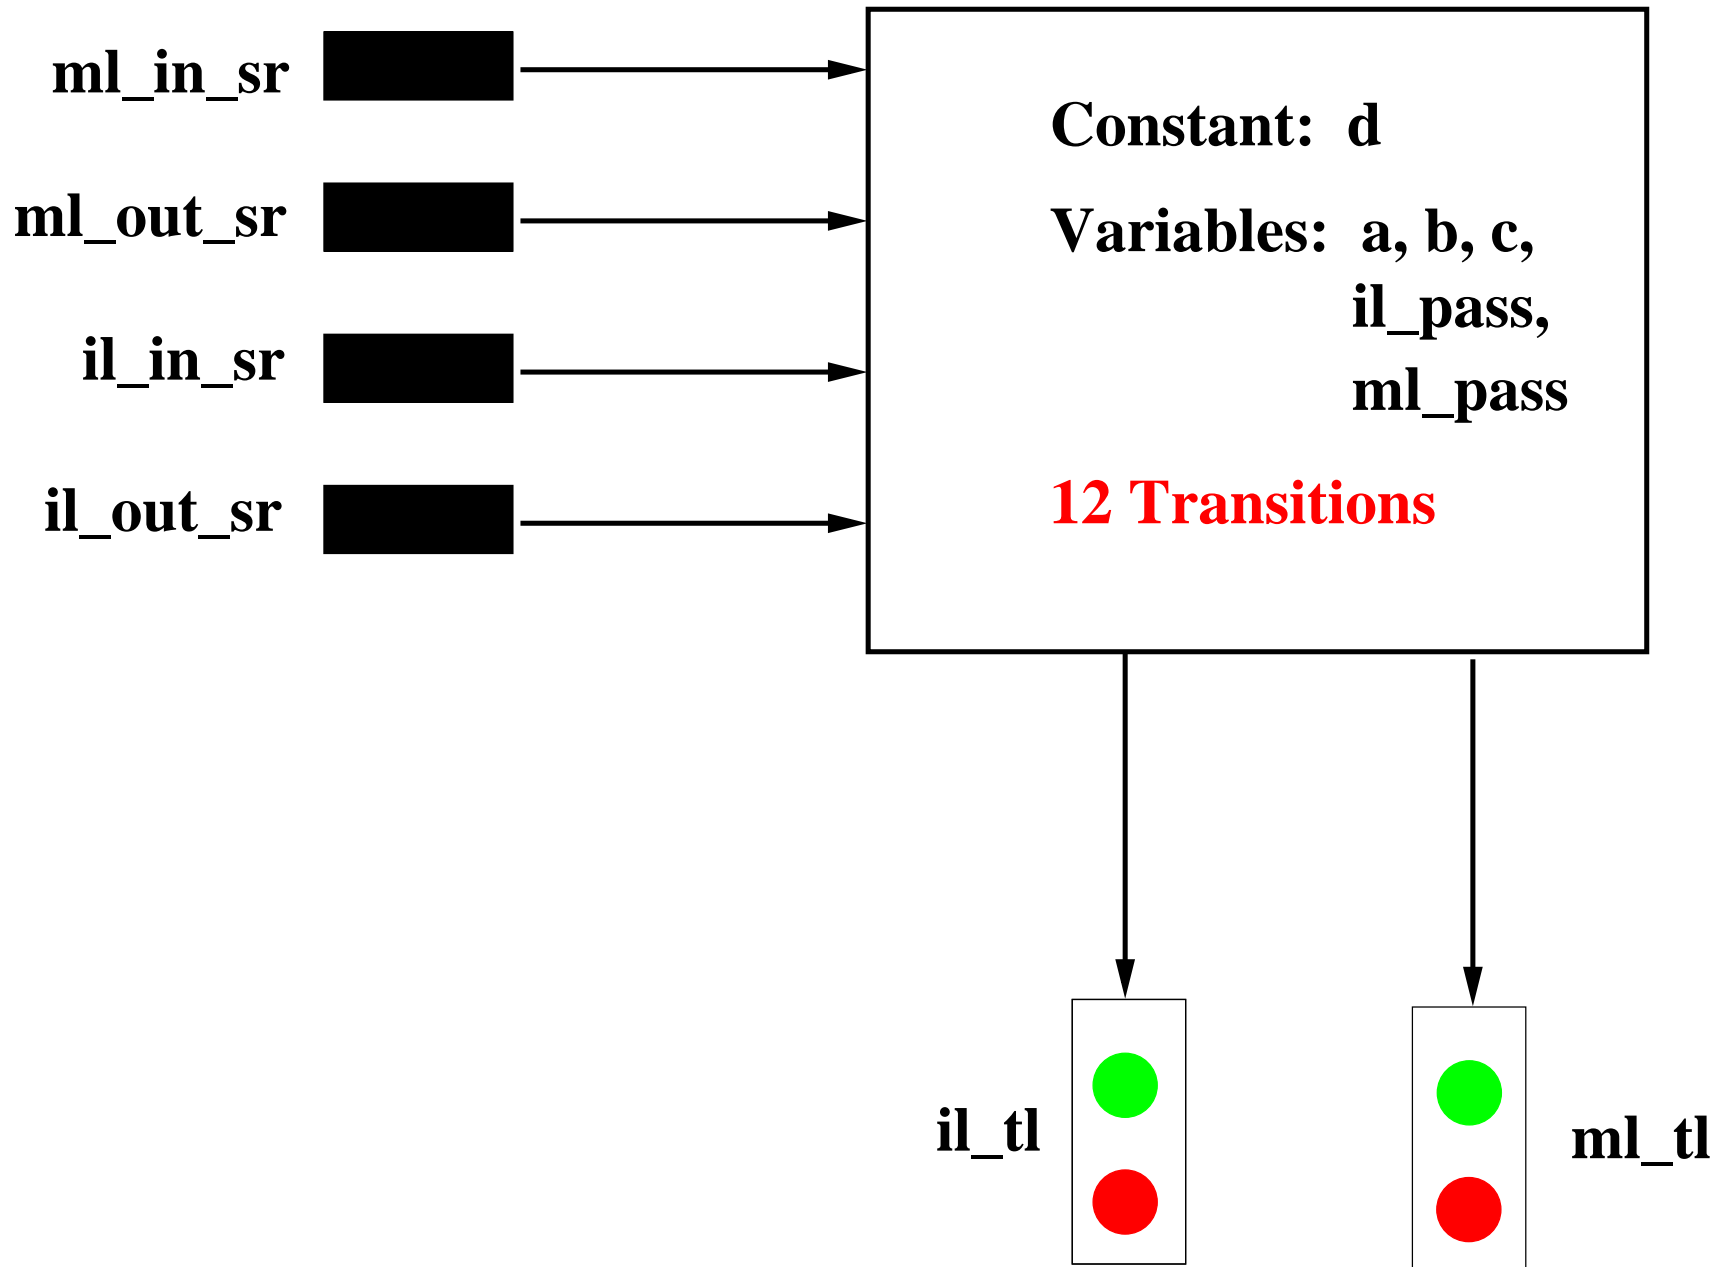 ml_in_sr
ml_out_sr
il_in_sr
il_out_sr
Constant: d
Variables: a, b, c,
il_pass,
ml_pass
12 Transitions
il_tl
ml_tl